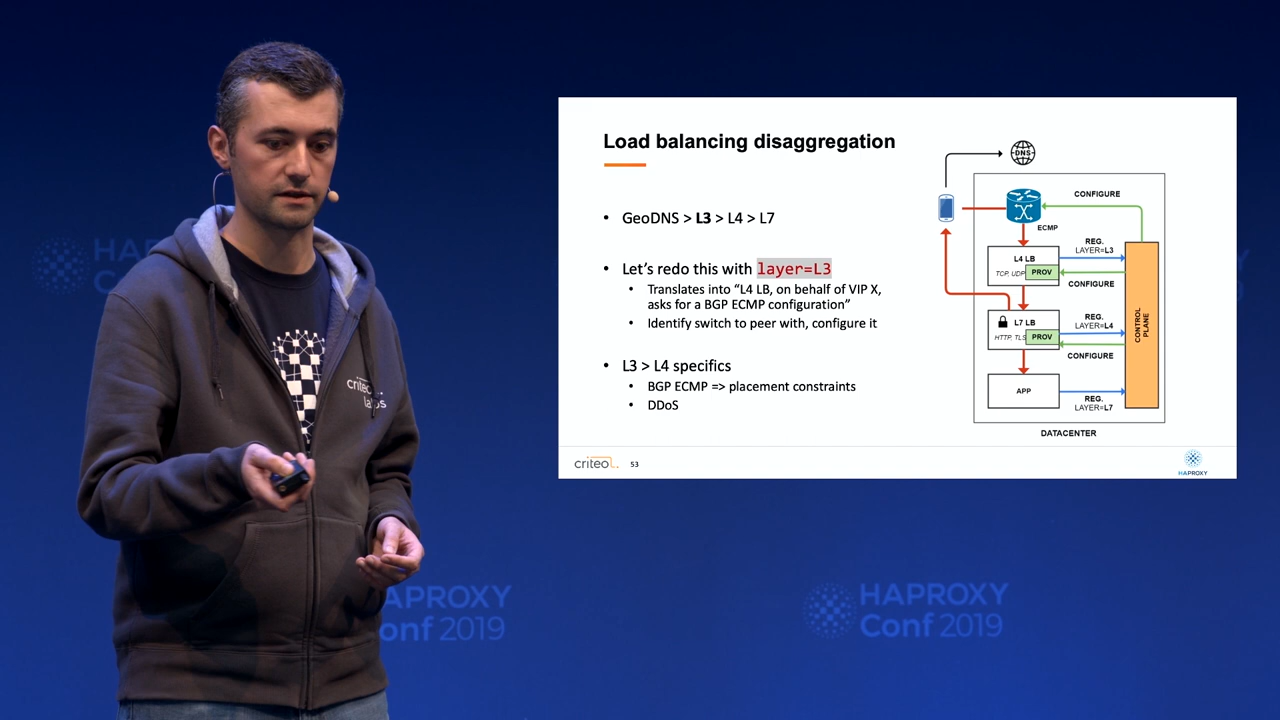 Load balancing disaggregation
• GeoDNS > L3 > L4 > L7
• Let's redo this with layer=L3
• Translates into “L4 LB, on behalf of VIP X,
asks for a BGP ECMP configuration”
• Identify switch to peer with, configure it
• L3 > L4 specifics
• BGP ECMP => placement constraints
• DDoS
DNS
CONFIGURE
ECMP
REG.
LAYER=L3
L4 LB
TCP, UDP
PROV
CONFIGURE
REG.
LAYER=L4
L7 LB
HTTP, TLS
PROV
CONFIGURE
APP
REG.
LAYER=L7
CONTROL
PLANE
DATACENTER
criteo
53
HAPROXY
criteo
labs
HAPROXY
Conf 2019
APROXY
onf 2019
HAPRO